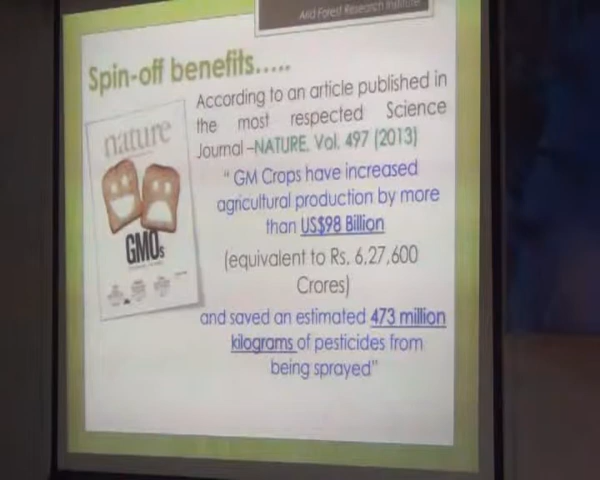 Arid Forest Research Institute
Spin-off benefits.....
According to an article published in
the most respected Science
Journal –NATURE. Vol. 497 (2013)
“ GM Crops have increased
agricultural production by more
than US$98 Billion
(equivalent to Rs. 6,27,600
Crores)
and saved an estimated 473 million
kilograms of pesticides from
being sprayed”
nature
GMOs